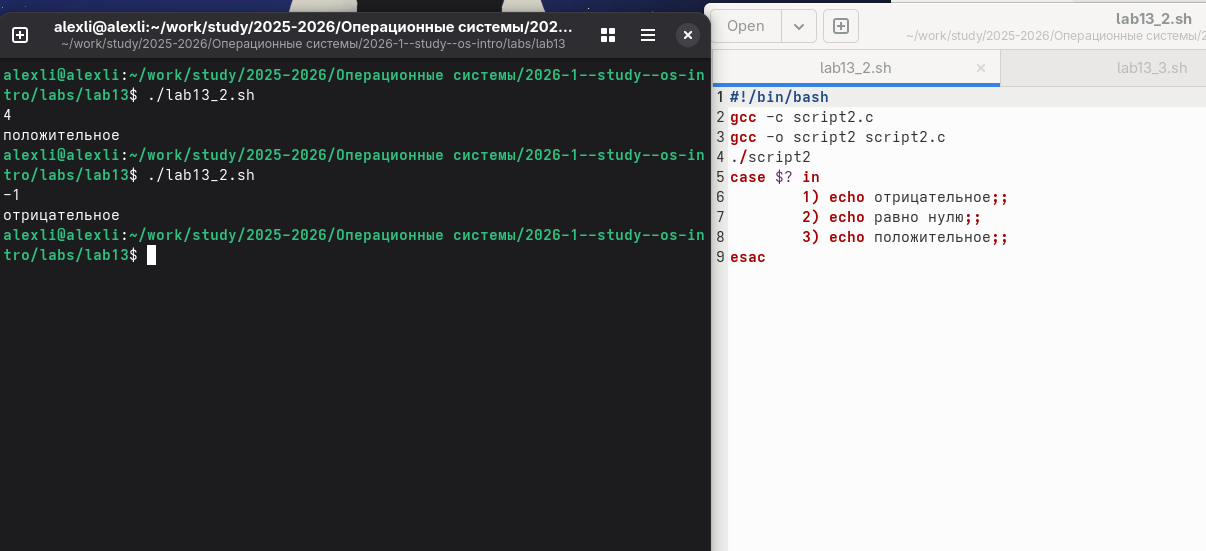 alexli@alexli:~/work/study/2025-2026/Операционные системы/202…
~/work/study/2025-2026/Операционные системы/2026-1--study--os-intro/labs/lab13
alexli@alexli:~/work/study/2025-2026/Операционные системы/2026-1--study--os-in
tro/labs/lab13$ ./lab13_2.sh
4
положительное
alexli@alexli:~/work/study/2025-2026/Операционные системы/2026-1--study--os-in
tro/labs/lab13$ ./lab13_2.sh
-1
отрицательное
alexli@alexli:~/work/study/2025-2026/Операционные системы/2026-1--study--os-in
tro/labs/lab13$
Open
lab13_2.sh
~/work/study/2025-2026/Операционные системы/2
lab13_2.sh
lab13_3.sh
1 #!/bin/bash
2 gcc -c script2.c
3 gcc -o script2 script2.c
4 ./script2
5 case $? in
6         1) echo отрицательное;;
7         2) echo равно нулю;;
8         3) echo положительное;;
9 esac